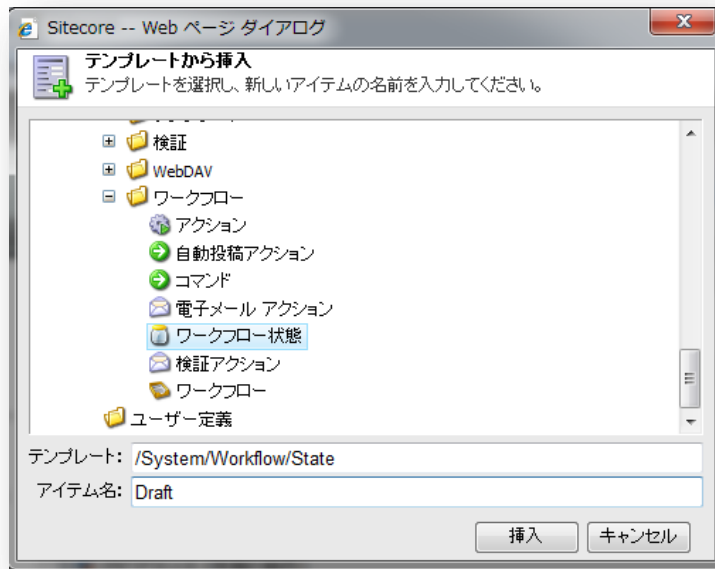 Sitecore -- Web ページ ダイアログ
テンプレートから挿入
テンプレートを選択し、新しいアイテムの名前を入力してください。
検証
WebDAV
ワークフロー
アクション
自動投稿アクション
コマンド
電子メール アクション
ワークフロー状態
検証アクション
ワークフロー
ユーザー定義
テンプレート: /System/Workflow/State
アイテム名: Draft
挿入 キャンセル